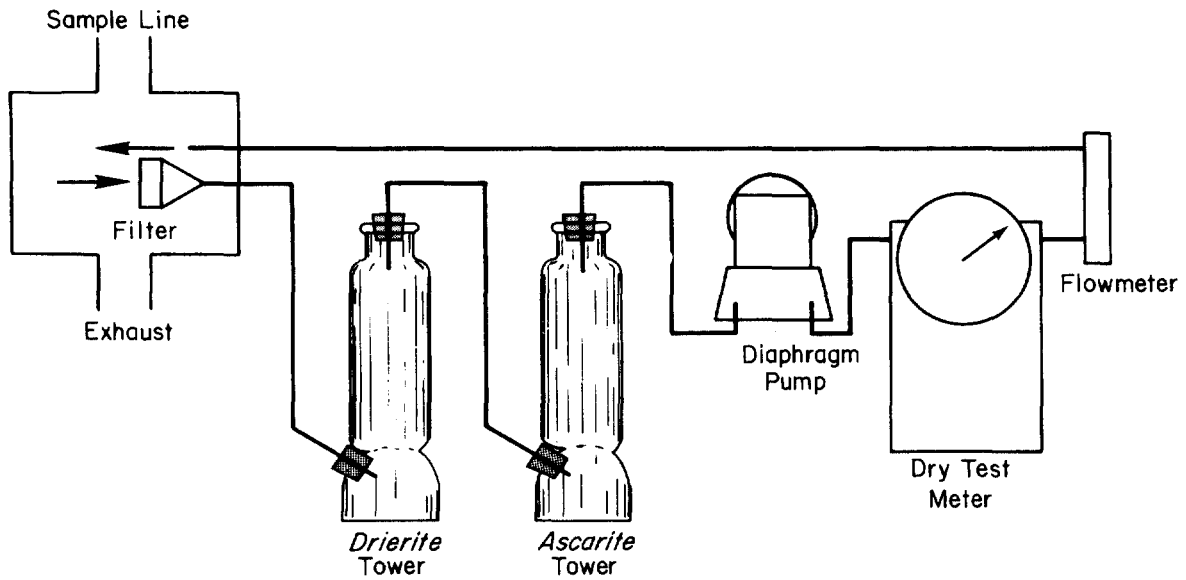 Sample Line
Filter
Exhaust
Flowmeter
Diaphragm
Pump
Dry Test
Meter
Drierite
Tower
Ascarite
Tower